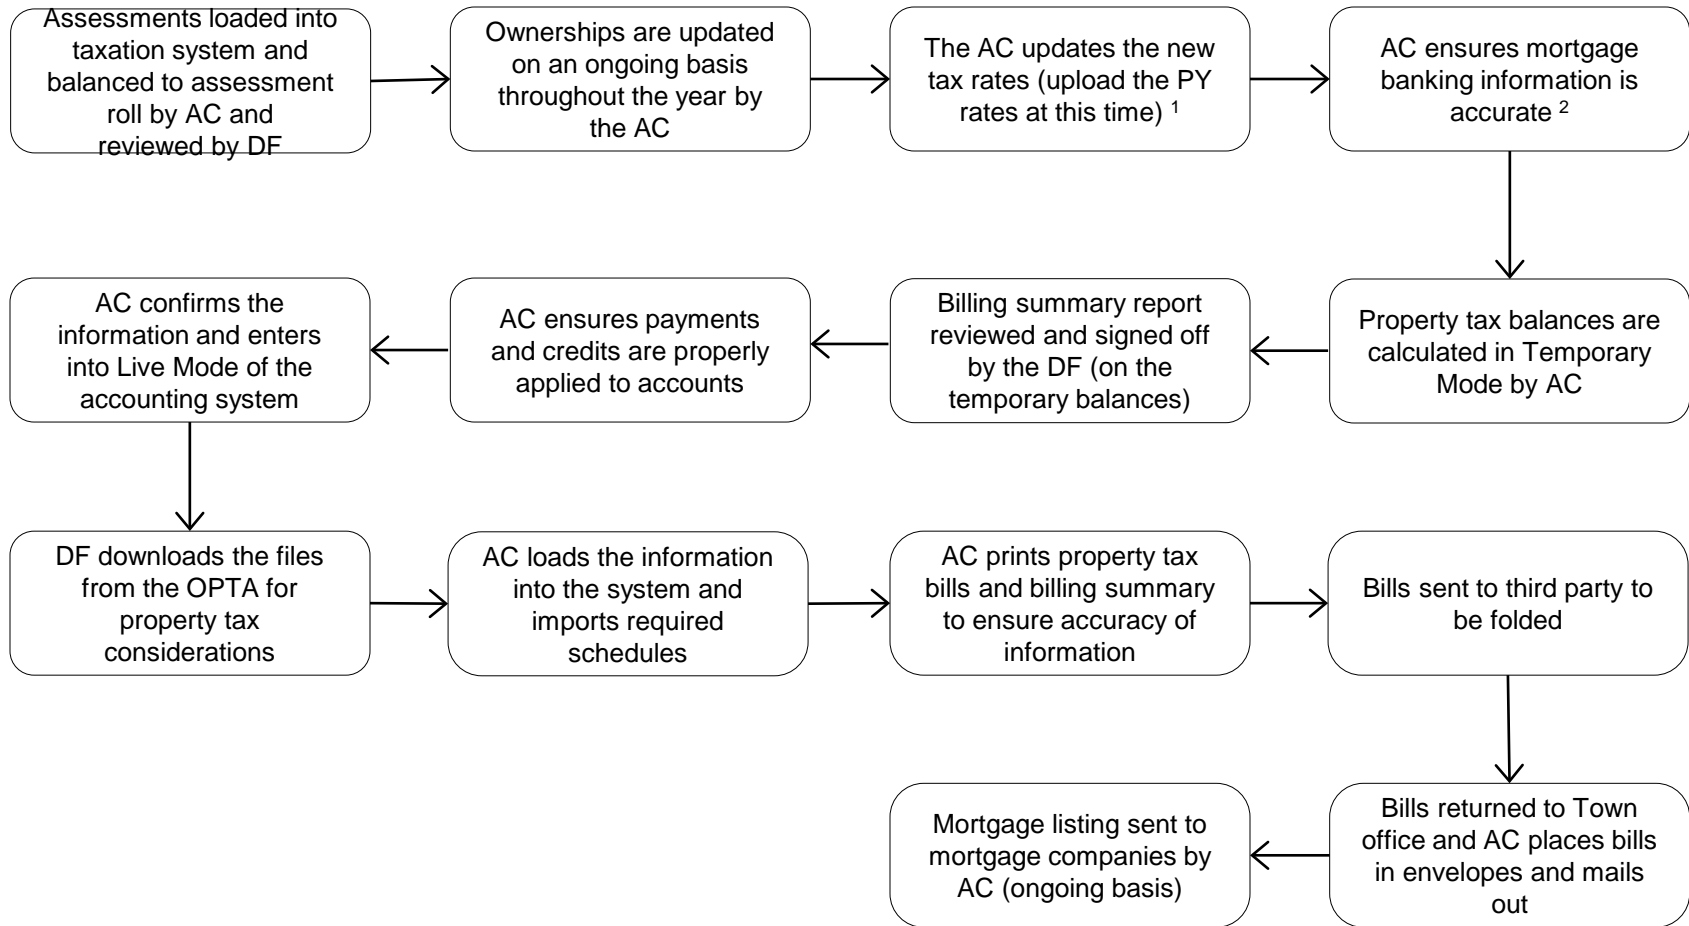 Assessments loaded into
taxation system and
balanced to assessment
roll by AC and
reviewed by DF
Ownerships are updated
on an ongoing basis
throughout the year by
the AC
The AC updates the new
tax rates (upload the PY
rates at this time) ¹
AC ensures mortgage
banking information is
accurate ²
Property tax balances are
calculated in Temporary
Mode by AC
Billing summary report
reviewed and signed off
by the DF (on the
temporary balances)
AC ensures payments
and credits are properly
applied to accounts
AC confirms the
information and enters
into Live Mode of the
accounting system
DF downloads the files
from the OPTA for
property tax
considerations
AC loads the information
into the system and
imports required
schedules
AC prints property tax
bills and billing summary
to ensure accuracy of
information
Bills sent to third party to
be folded
Bills returned to Town
office and AC places bills
in envelopes and mails
out
Mortgage listing sent to
mortgage companies by
AC (ongoing basis)